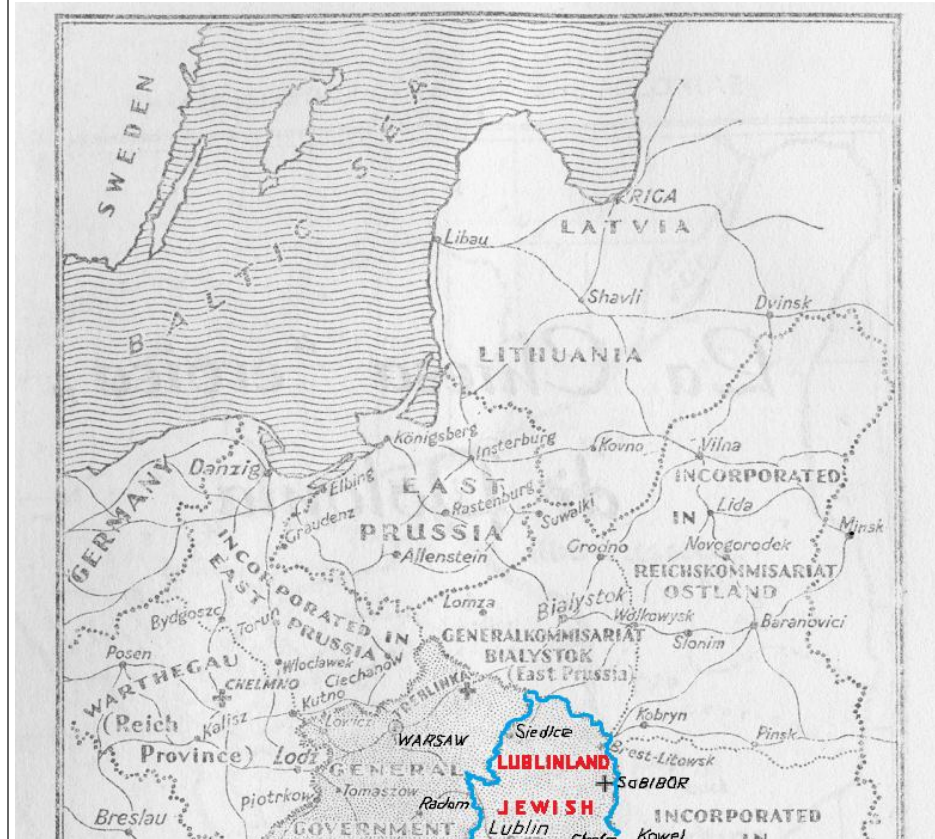 SWEDEN
BALTIC SEA
RIGA
LATVIA
Libau
Shavli
Dvinsk
LITHUANIA
Königsberg
Insterburg
Kovno
Vilna
Danzig
Elbing
EAST
PRUSSIA
Rastenburg
Suwalki
INCORPORATED
IN
Lida
Minsk
GERMANY
Graudenz
Allenstein
Grodno
Novogorodek
REICHSKOMMISARIAT
OSTLAND
INCORPORATED IN
EAST PRUSSIA
Lomza
Bialystok
Wolkowysk
Baranovici
Bydgoszc
Torun
GENERALKOMMISARIAT
BIALYSTOK
(East Prussia)
Slonim
Posen
WARTHEGAU
(Reich
Province)
Wloclawek
Ciechanów
CHELMNO
Kutno
TREBLINKA
Lowicz
Kalisz
WARSAW
Siedlce
Kobryn
Pinsk
Brest-Litowsk
Lodz
GENERAL
LUBLINLAND
SOBIBOR
piotrkow
Tomaszow
Radom
JEWISH
INCORPORATED
Breslau
GOVERNMENT
Lublin
Kowel
IN